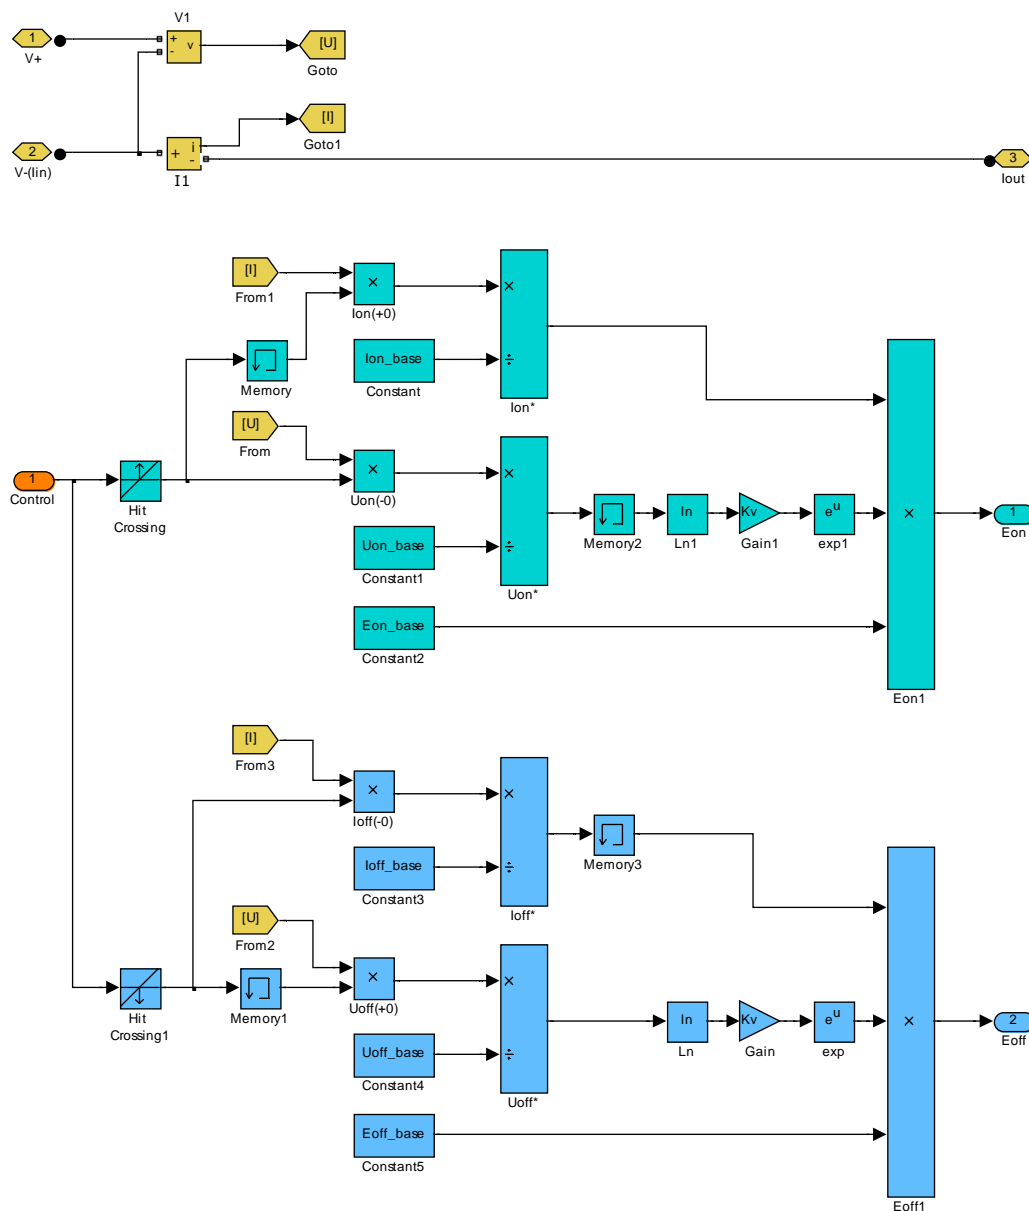 V1
1
+
-
v
[U]
V+
Goto
[I]
2
+
i
-
Goto1
3
V-(Iin)
I1
Iout
[I]
×
×
From1
Ion(+0)
Ion_base
÷
Memory
Constant
Ion*
[U]
×
×
From
Uon(-0)
1
Control
Hit
Crossing
ln
Kv
eu
×
1
Memory2
Ln1
Gain1
exp1
Eon
Uon_base
÷
Constant1
Uon*
Eon_base
Constant2
Eon1
[I]
From3
×
×
Ioff(-0)
Memory3
Ioff_base
÷
Constant3
Ioff*
[U]
From2
×
×
Hit
Crossing1
Memory1
Uoff(+0)
ln
Kv
eu
×
2
Ln
Gain
exp
Eoff
Uoff_base
÷
Constant4
Uoff*
Eoff_base
Constant5
Eoff1